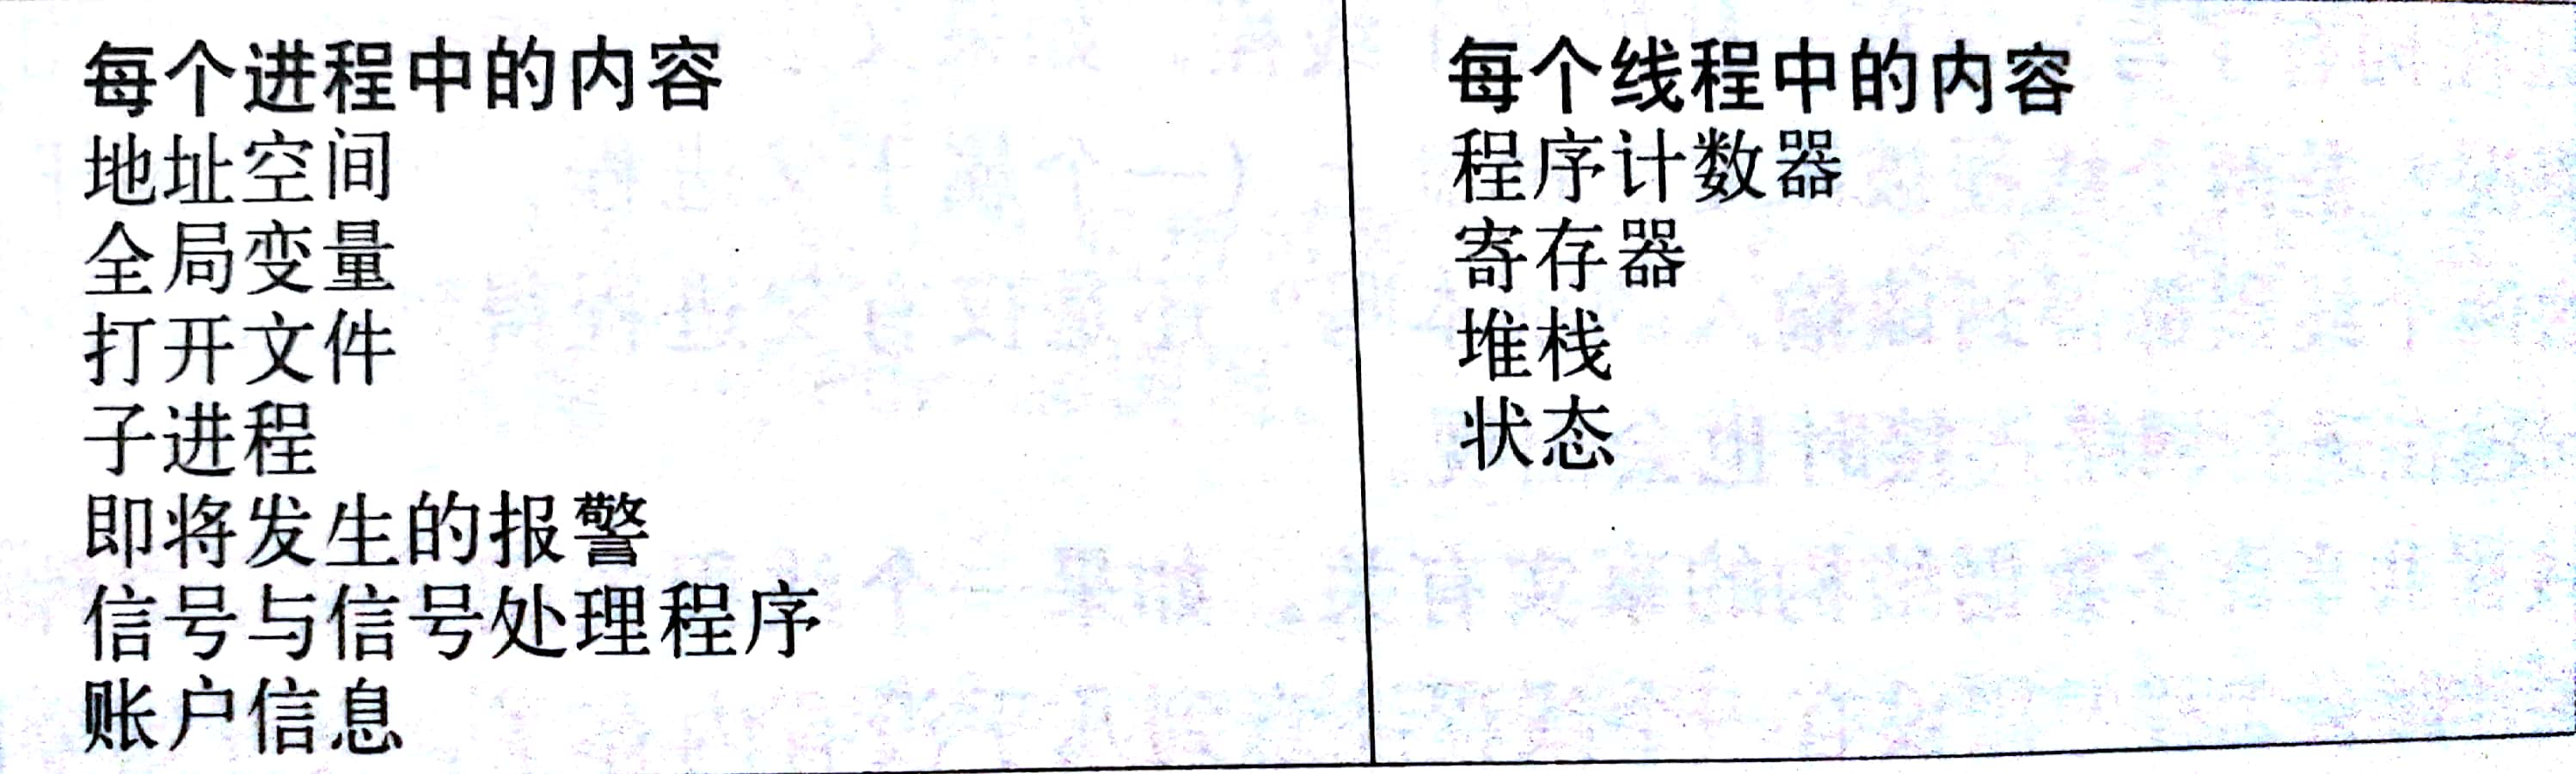 每个进程中的内容
地址空间
全局变量
打开文件
子进程
即将发生的报警
信号与信号处理程序
账户信息
每个线程中的内容
程序计数器
寄存器
堆栈
状态